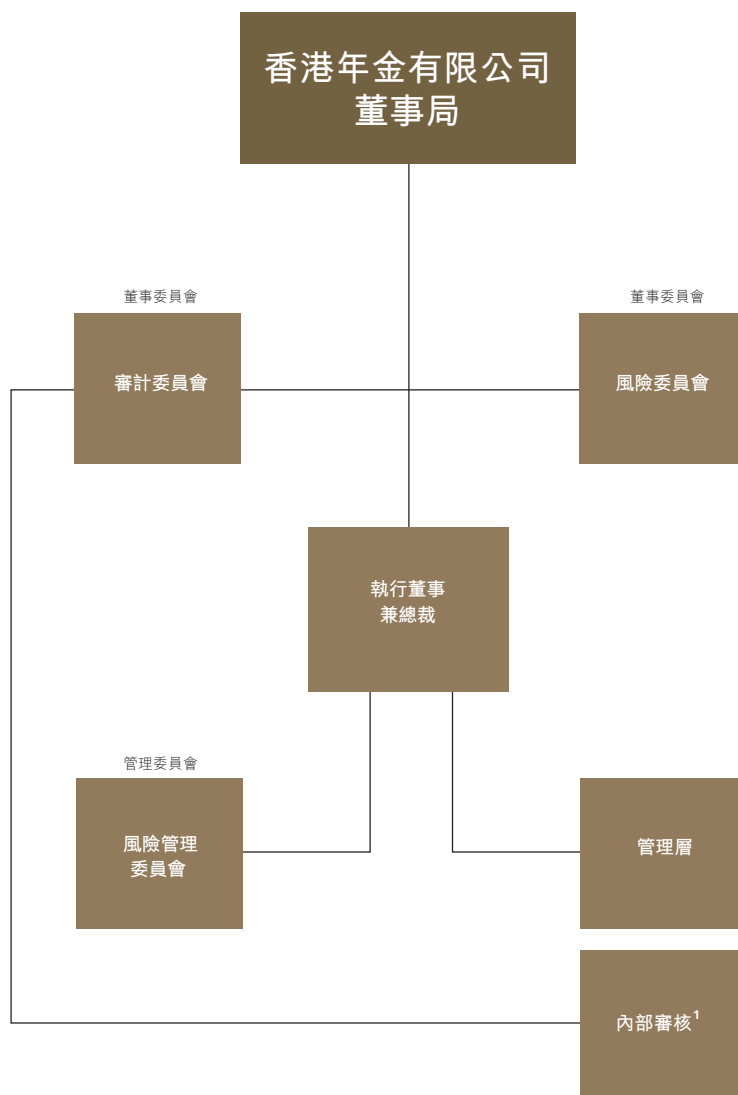 香港年金有限公司
董事局
董事委員會
董事委員會
審計委員會
風險委員會
執行董事
兼總裁
管理委員會
風險管理
委員會
管理層
內部審核¹